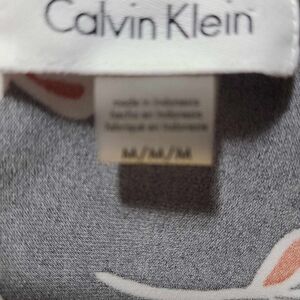 Calvin Klein
made in Indonesia
hecho en Indonesia
fabriqué en Indonésie
M/M/M